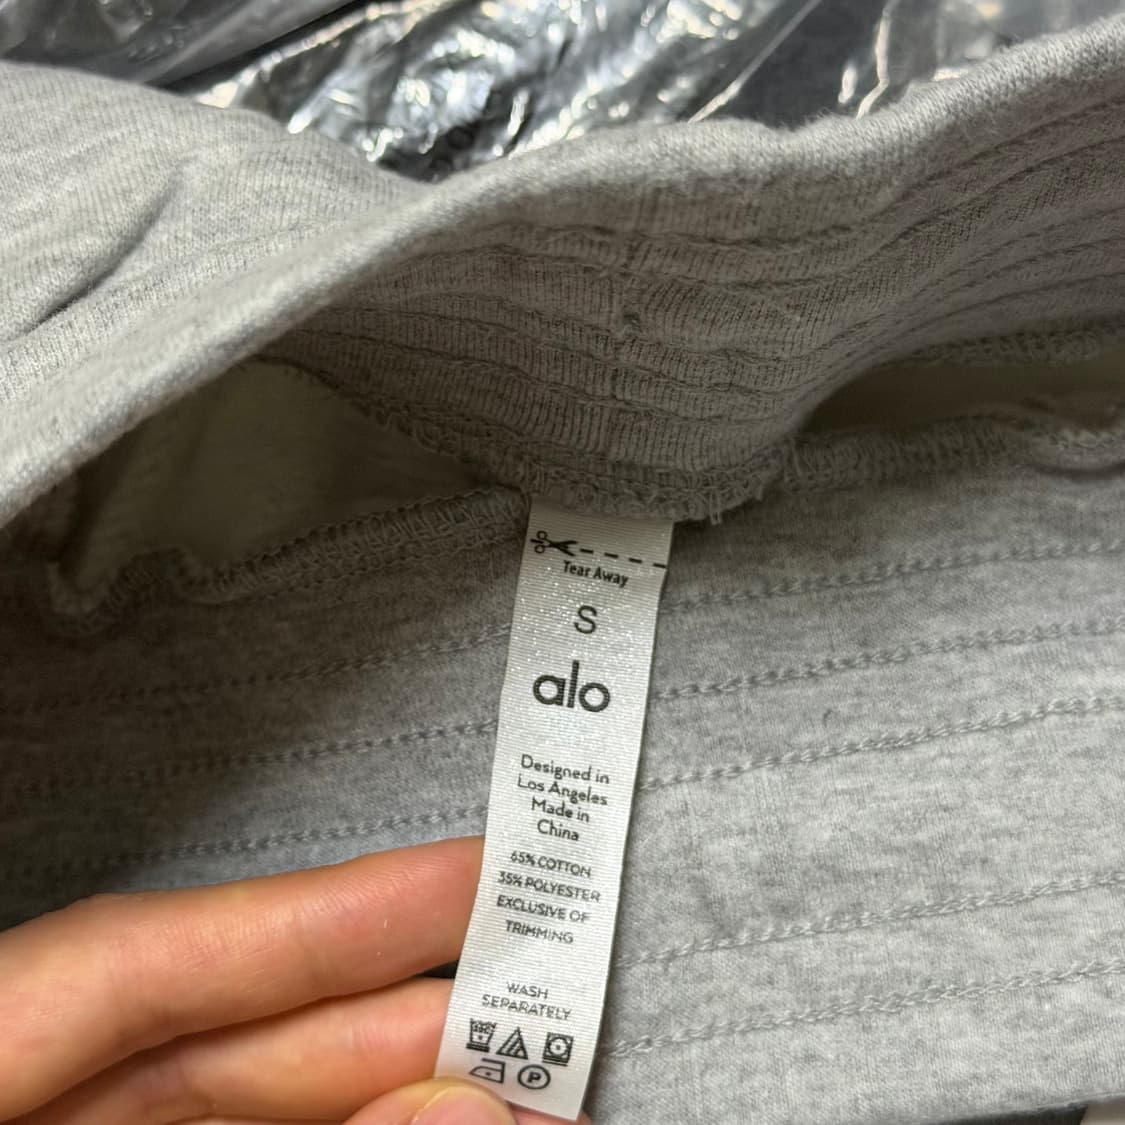 Tear Away
S
alo
Designed in
Los Angeles
Made in
China
65% COTTON
35% POLYESTER
EXCLUSIVE OF
TRIMMING
WASH
SEPARATELY
P